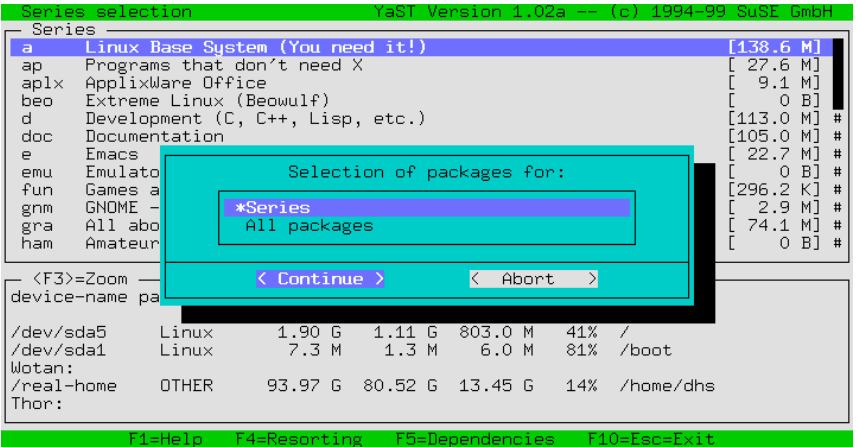 Series selection YaST Version 1.02a -- (c) 1994-99 SuSE GmbH
Series
a Linux Base System (You need it!) [138.6 M]
ap Programs that don't need X [ 27.6 M]
aplx ApplixWare Office [ 9.1 M]
beo Extreme Linux (Beowulf) [ 0 B]
d Development (C, C++, Lisp, etc.) [113.0 M] #
doc Documentation [105.0 M] #
e Emacs [ 22.7 M] #
emu Emulato [ 0 B] #
fun Games a [296.2 K] #
gnm GNOME - [ 2.9 M] #
gra All abo [ 74.1 M] #
ham Amateur [ 0 B] #
Selection of packages for:
*Series
All packages
< Continue > < Abort >
<F3>=Zoom
device-name pa
/dev/sda5 Linux 1.90 G 1.11 G 803.0 M 41% /
/dev/sda1 Linux 7.3 M 1.3 M 6.0 M 81% /boot
Wotan:
/real-home OTHER 93.97 G 80.52 G 13.45 G 14% /home/dhs
Thor:
F1=Help F4=Resorting F5=Dependencies F10=Esc=Exit